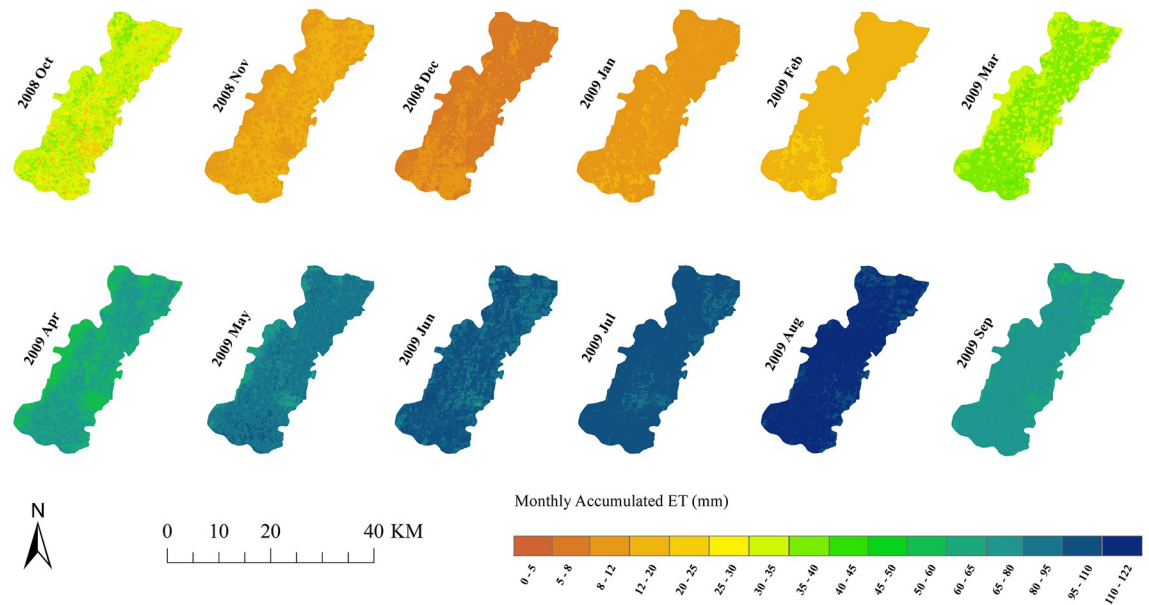 2008 Oct
2008 Nov
2008 Dec
2009 Jan
2009 Feb
2009 Mar
2009 Apr
2009 May
2009 Jun
2009 Jul
2009 Aug
2009 Sep
N
0 10 20 40 KM
Monthly Accumulated ET (mm)
0 - 5
5 - 8
8 - 12
12 - 20
20 - 25
25 - 30
30 - 35
35 - 40
40 - 45
45 - 50
50 - 60
60 - 65
65 - 80
80 - 95
95 - 110
110 - 122